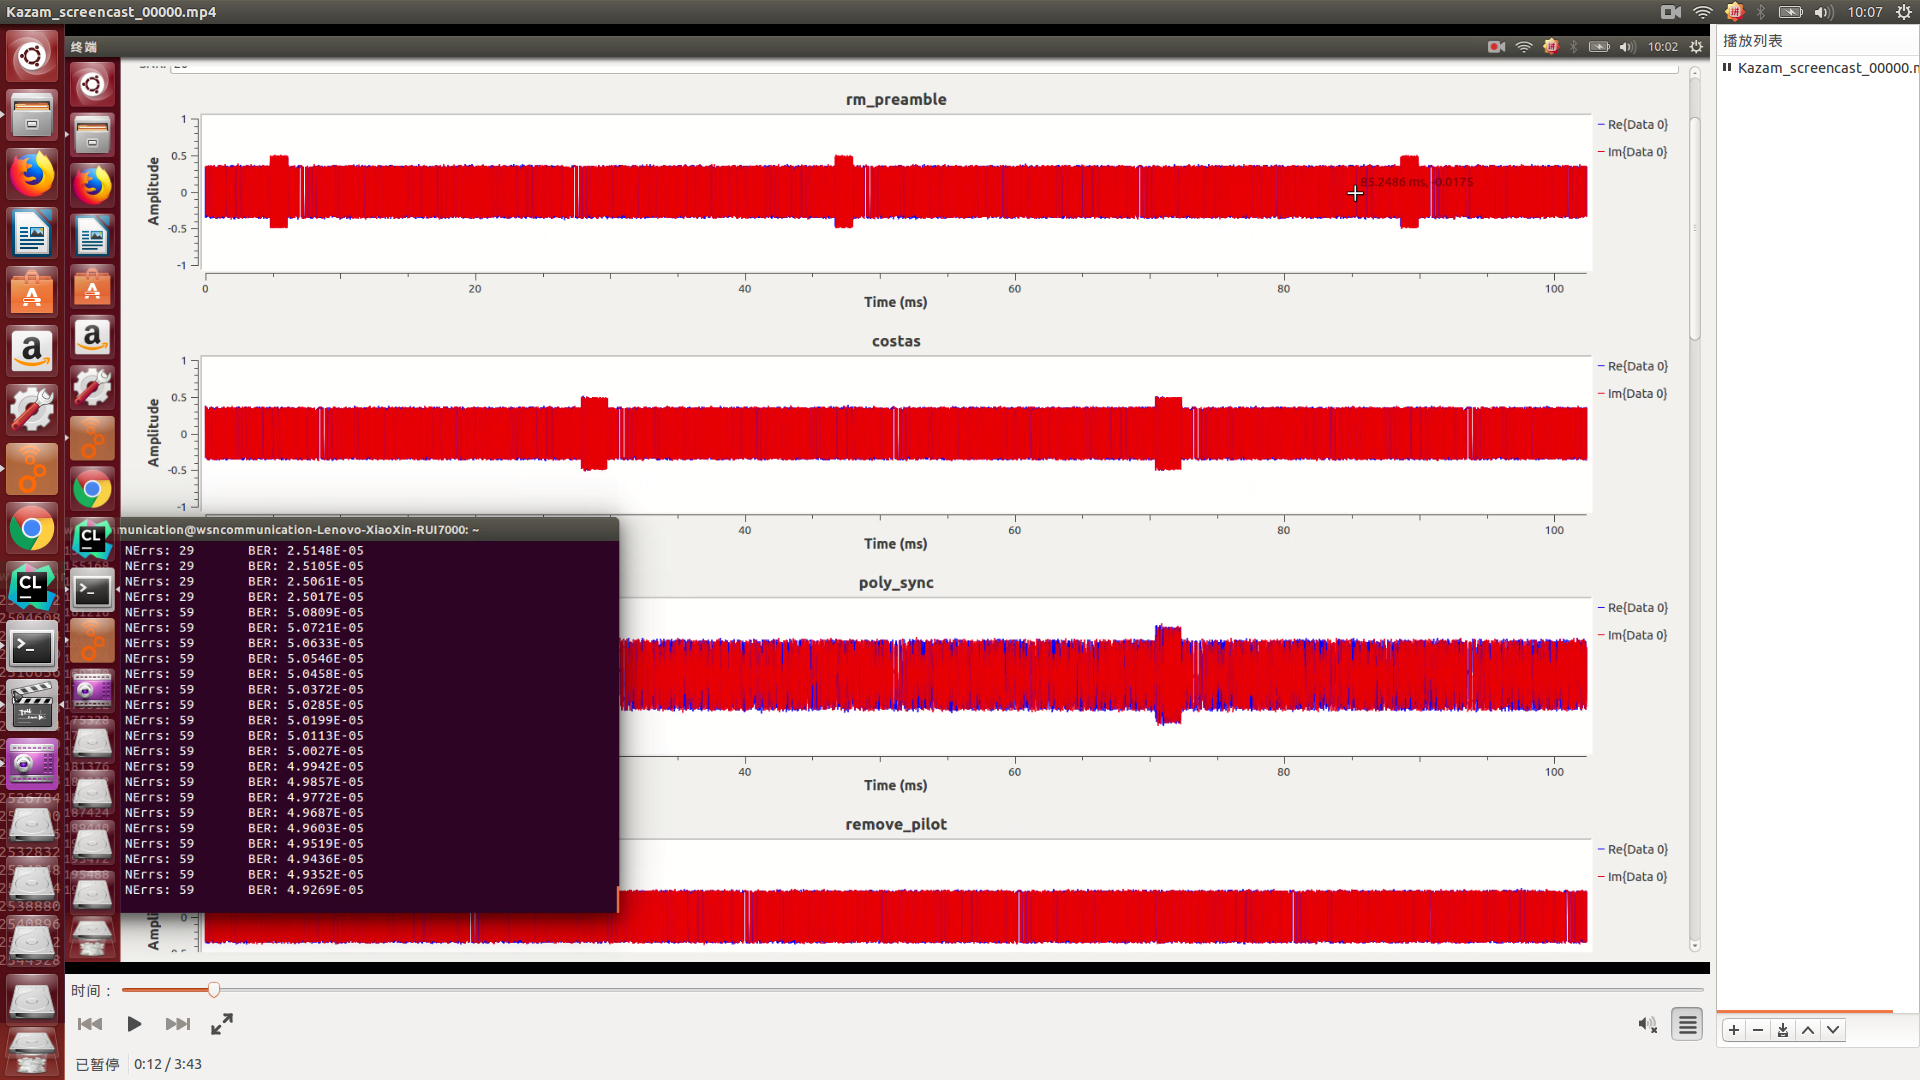 Kazam_screencast_00000.mp4
10:07
终端
10:02
播放列表
Kazam_screencast_00000.m
rm_preamble
Amplitude
1
0.5
0
-0.5
-1
Re{Data 0}
Im{Data 0}
85.2486 ms, -0.0175
0 20 40 60 80 100
Time (ms)
costas
Amplitude
1
0.5
0
-0.5
-1
Re{Data 0}
Im{Data 0}
40 60 80 100
Time (ms)
poly_sync
Re{Data 0}
Im{Data 0}
40 60 80 100
Time (ms)
remove_pilot
Re{Data 0}
Im{Data 0}
0
munication@wsncommunication-Lenovo-XiaoXin-RUI7000: ~
NErrs: 29 BER: 2.5148E-05
NErrs: 29 BER: 2.5105E-05
NErrs: 29 BER: 2.5061E-05
NErrs: 29 BER: 2.5017E-05
NErrs: 59 BER: 5.0809E-05
NErrs: 59 BER: 5.0721E-05
NErrs: 59 BER: 5.0633E-05
NErrs: 59 BER: 5.0546E-05
NErrs: 59 BER: 5.0458E-05
NErrs: 59 BER: 5.0372E-05
NErrs: 59 BER: 5.0285E-05
NErrs: 59 BER: 5.0199E-05
NErrs: 59 BER: 5.0113E-05
NErrs: 59 BER: 5.0027E-05
NErrs: 59 BER: 4.9942E-05
NErrs: 59 BER: 4.9857E-05
NErrs: 59 BER: 4.9772E-05
NErrs: 59 BER: 4.9687E-05
NErrs: 59 BER: 4.9603E-05
NErrs: 59 BER: 4.9519E-05
NErrs: 59 BER: 4.9436E-05
NErrs: 59 BER: 4.9352E-05
NErrs: 59 BER: 4.9269E-05
时间：
已暂停 0:12 / 3:43